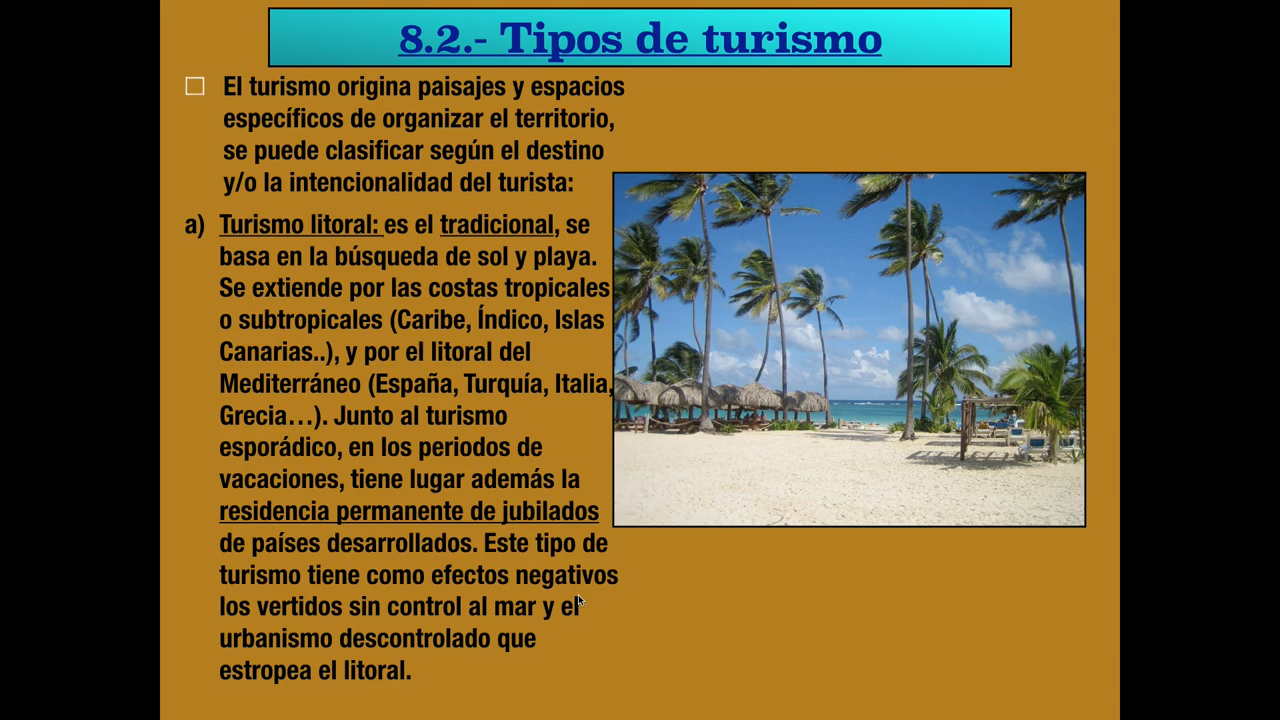 8.2.- Tipos de turismo
El turismo origina paisajes y espacios
específicos de organizar el territorio,
se puede clasificar según el destino
y/o la intencionalidad del turista:
a) Turismo litoral: es el tradicional, se
basa en la búsqueda de sol y playa.
Se extiende por las costas tropicales
o subtropicales (Caribe, Índico, Islas
Canarias..), y por el litoral del
Mediterráneo (España, Turquía, Italia,
Grecia…). Junto al turismo
esporádico, en los periodos de
vacaciones, tiene lugar además la
residencia permanente de jubilados
de países desarrollados. Este tipo de
turismo tiene como efectos negativos
los vertidos sin control al mar y el
urbanismo descontrolado que
estropea el litoral.